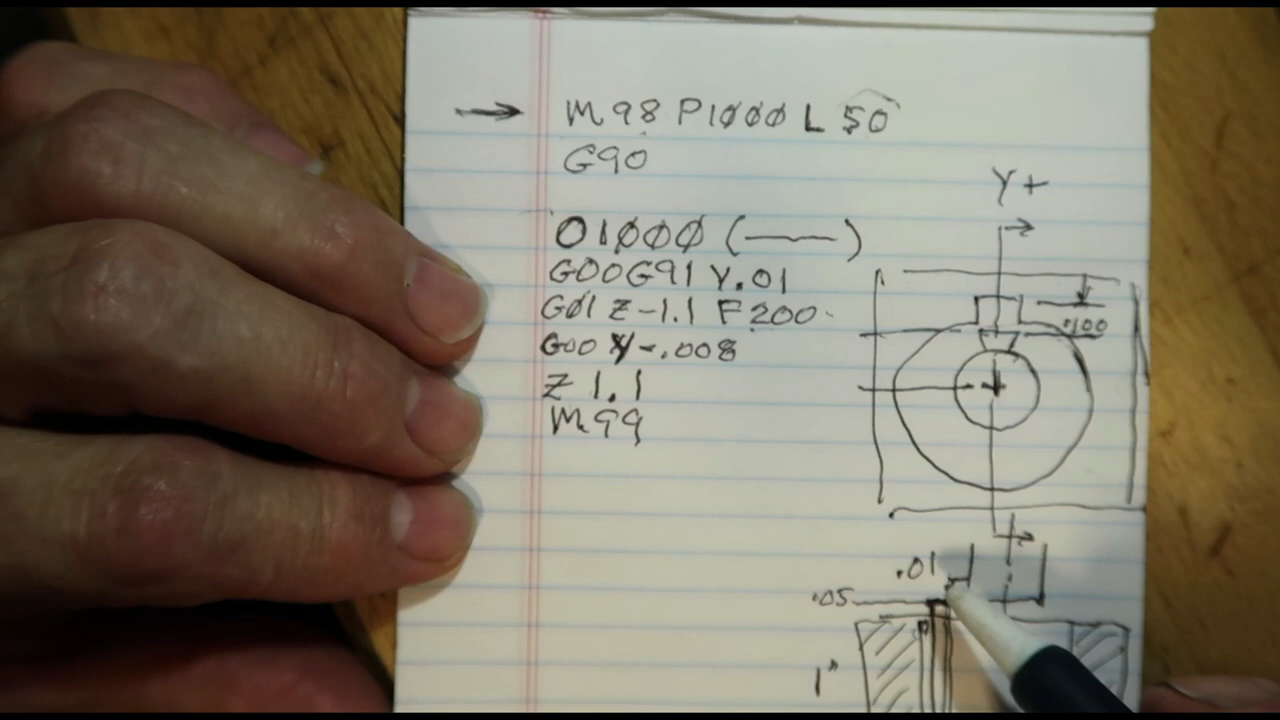 → M98 P1000 L 50
G90
O1000 (———)
G00G91 Y.01
G01 Z-1.1 F200.
G00 Y-.008
Z 1.1
M99
Y+
.100
.01
.05
1"